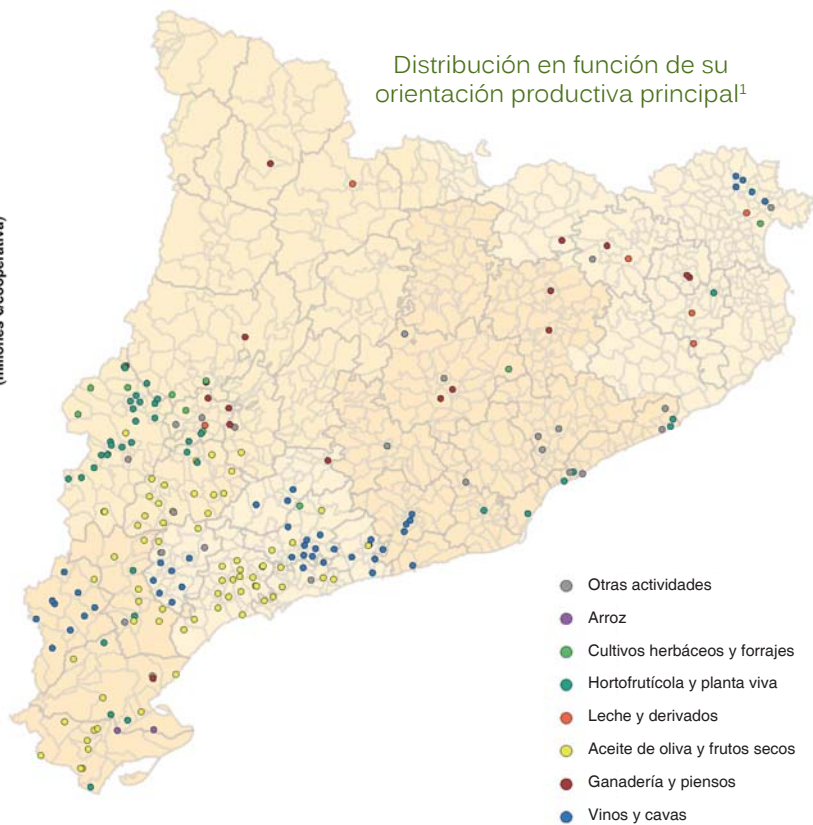 Distribución en función de su
orientación productiva principal¹
Otras actividades
Arroz
Cultivos herbáceos y forrajes
Hortofrutícola y planta viva
Leche y derivados
Aceite de oliva y frutos secos
Ganadería y piensos
Vinos y cavas